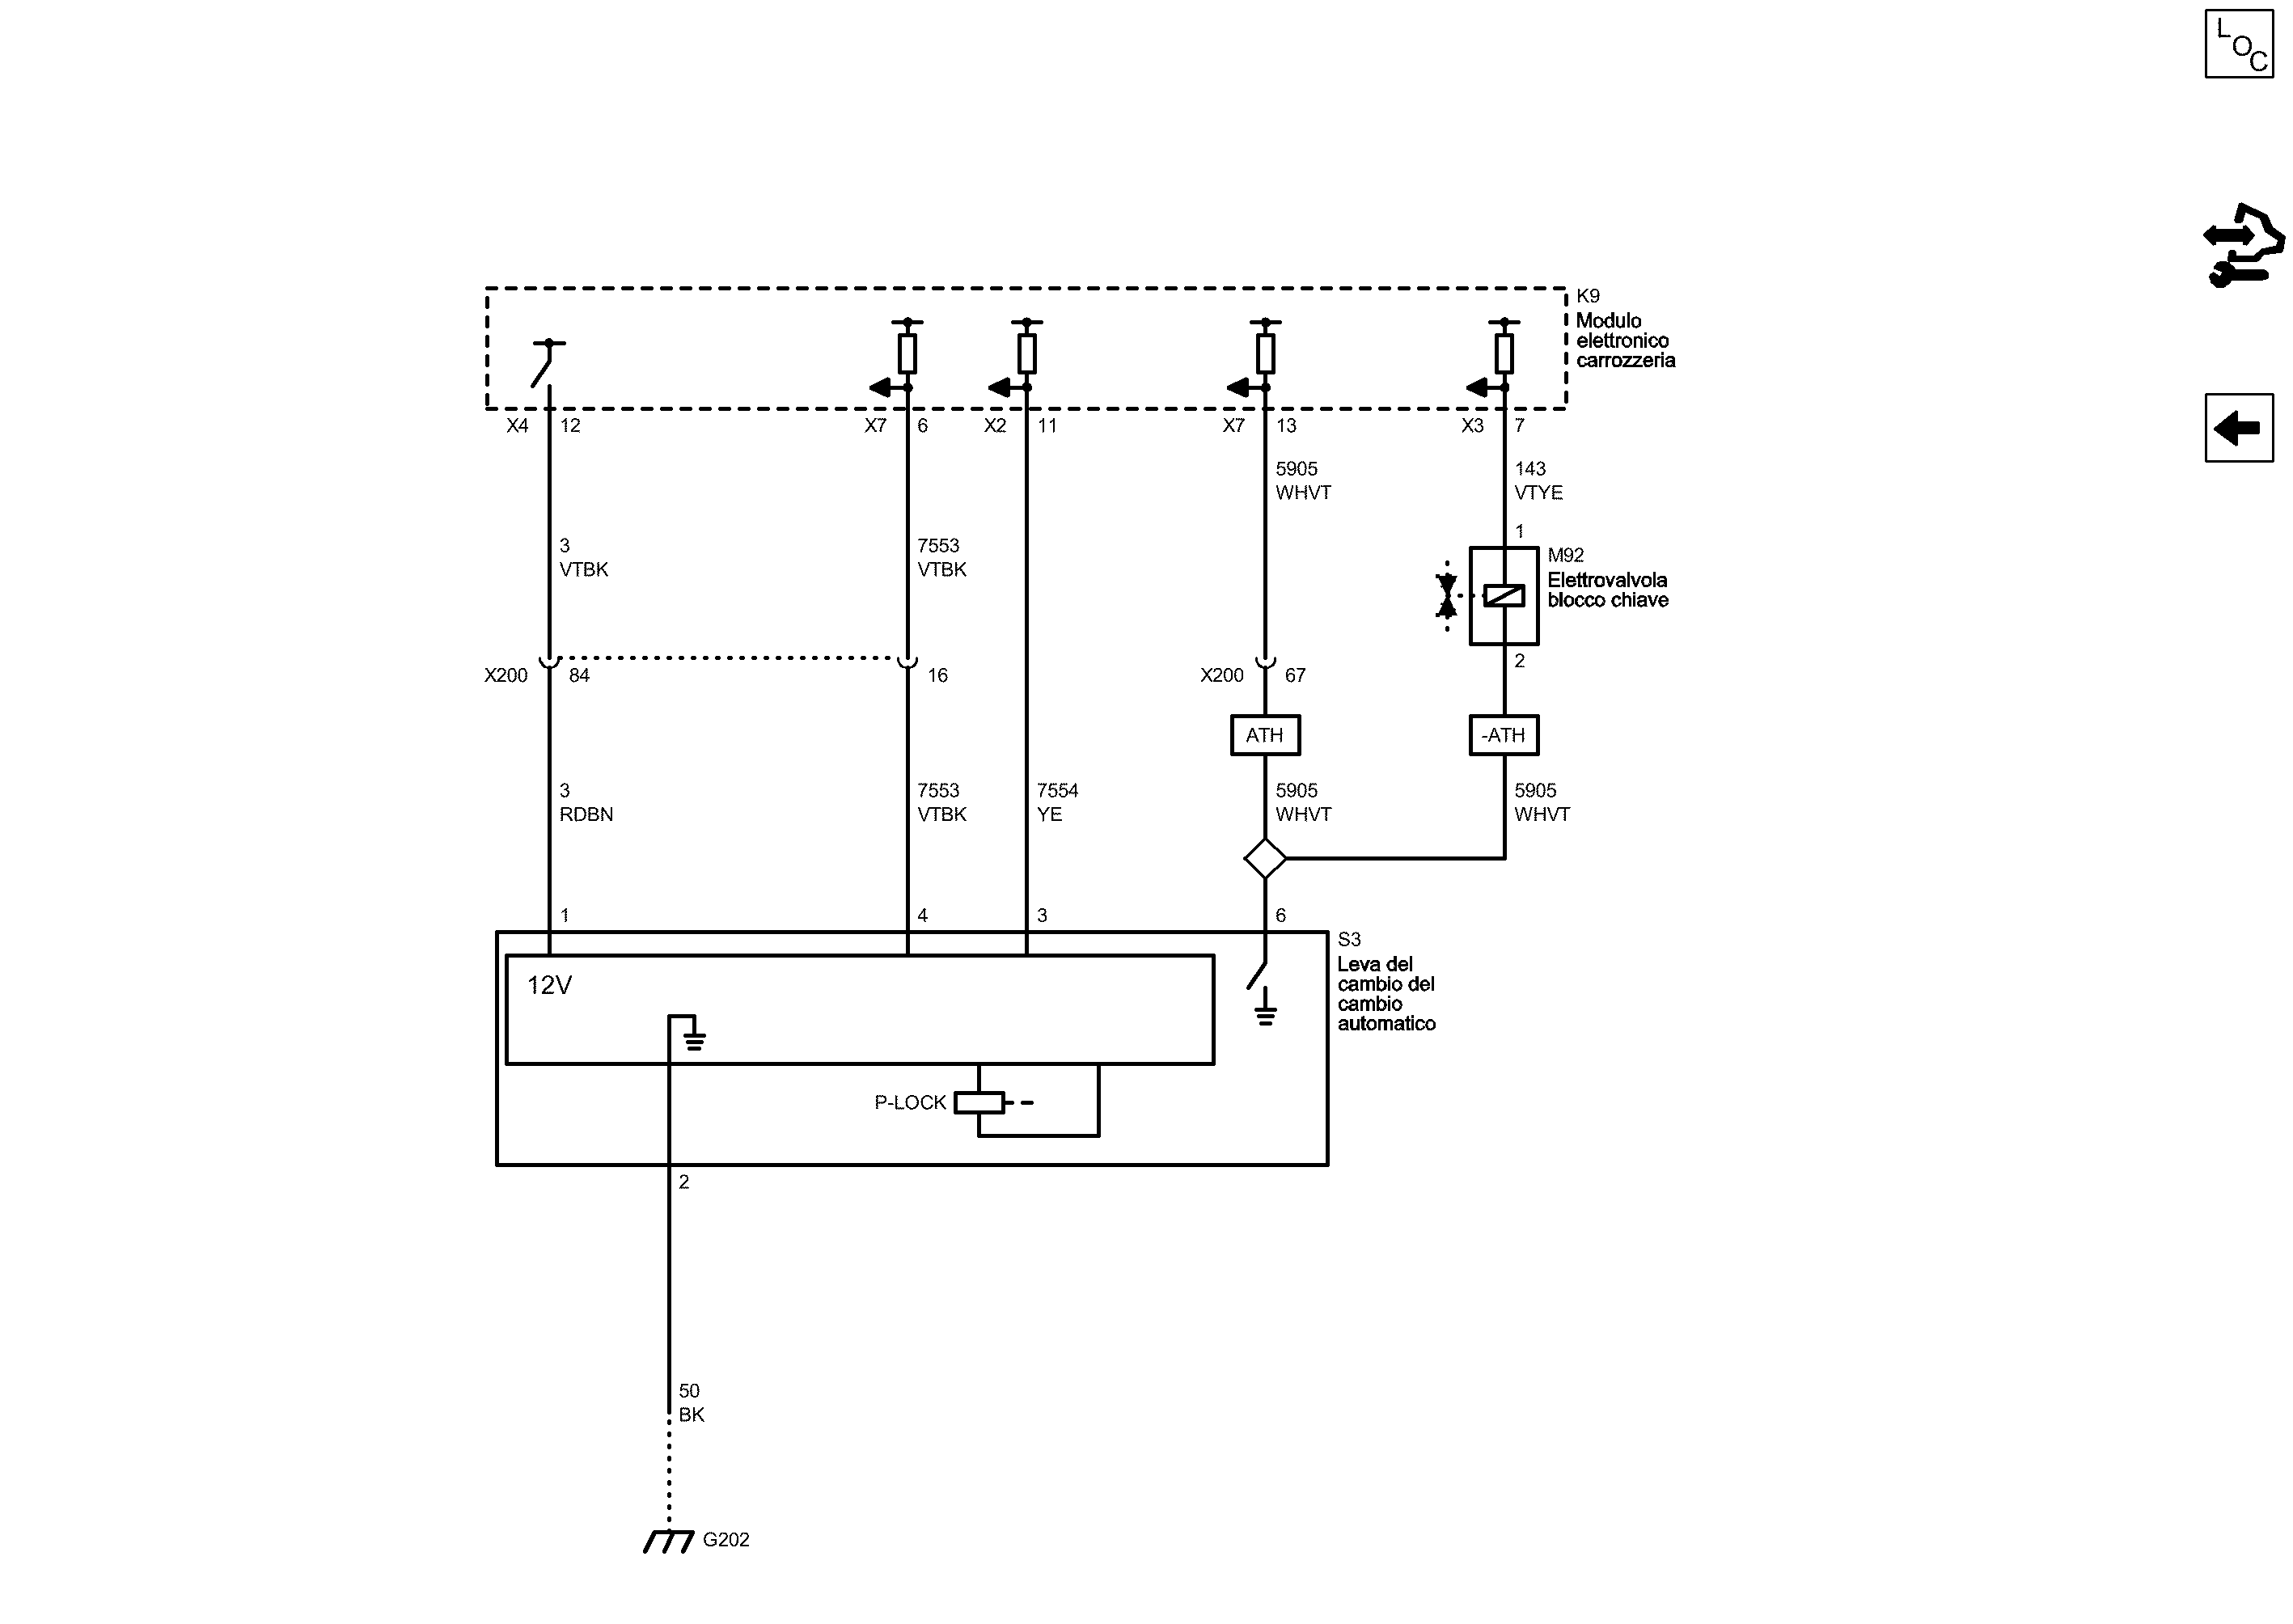 LOC
K9
Modulo
elettronico
carrozzeria
X4 12
X7 6
X2 11
X7 13
X3 7
5905
WHVT
143
VTYE
3
VTBK
7553
VTBK
1
M92
Elettrovalvola
blocco chiave
2
X200 84
16
X200 67
ATH
-ATH
3
RDBN
7553
VTBK
7554
YE
5905
WHVT
5905
WHVT
1
4
3
6
S3
Leva del
cambio del
cambio
automatico
12V
P-LOCK
2
50
BK
G202